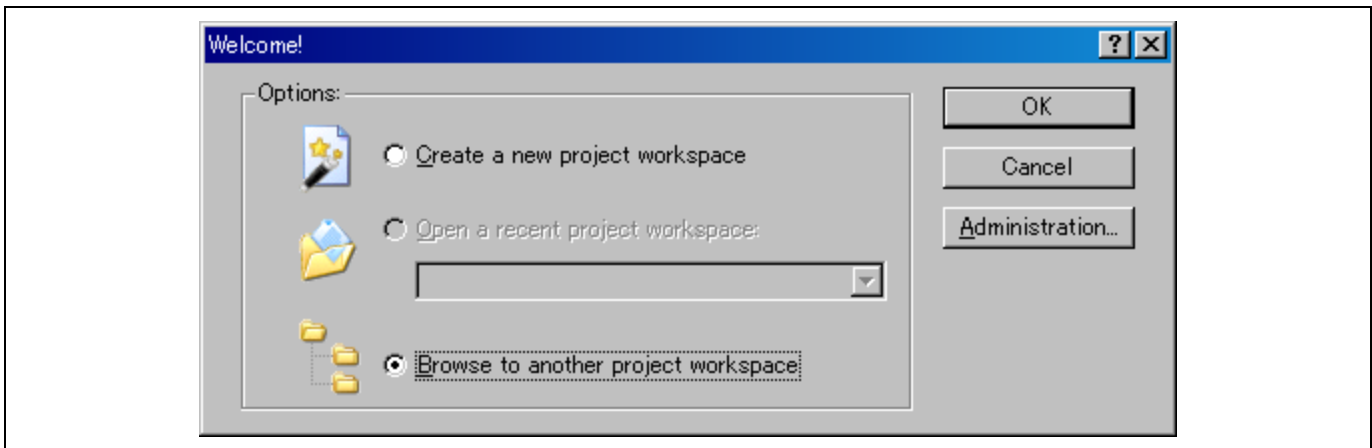 Welcome!
Options:
Create a new project workspace
Open a recent project workspace:
Browse to another project workspace
OK
Cancel
Administration...